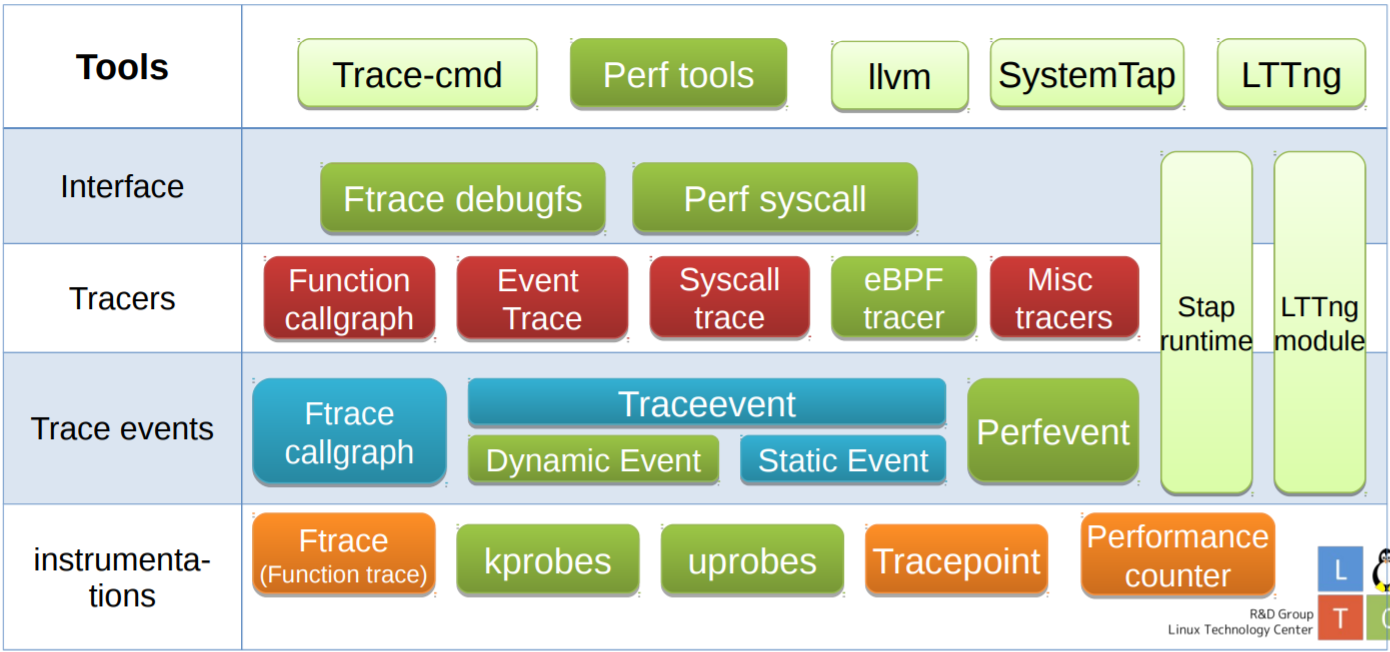 Tools
Trace-cmd
Perf tools
llvm
SystemTap
LTTng
Interface
Ftrace debugfs
Perf syscall
Tracers
Function
callgraph
Event
Trace
Syscall
trace
eBPF
tracer
Misc
tracers
Stap
runtime
LTTng
module
Trace events
Ftrace
callgraph
Traceevent
Dynamic Event
Static Event
Perfevent
instrumenta-
tions
Ftrace
(Function trace)
kprobes
uprobes
Tracepoint
Performance
counter
R&D Group
Linux Technology Center
L
T C